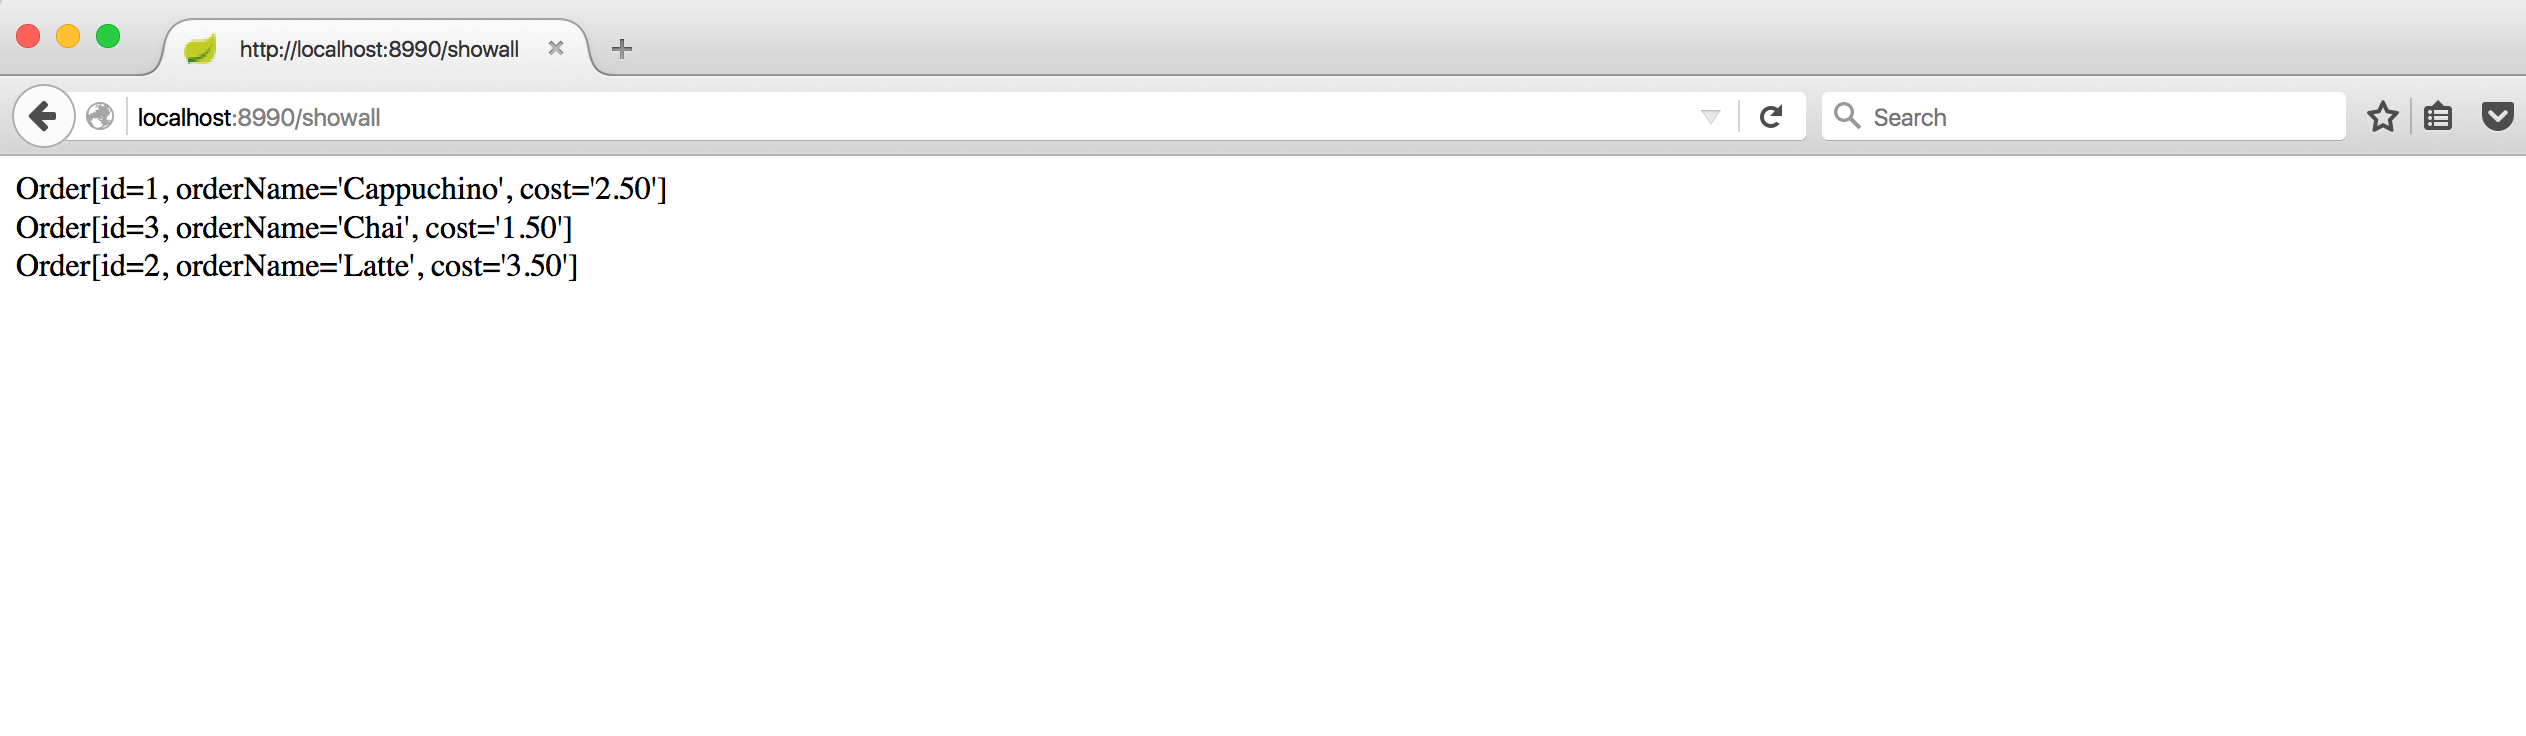 http://localhost:8990/showall
localhost:8990/showall
Search
Order[id=1, orderName='Cappuchino', cost='2.50']
Order[id=3, orderName='Chai', cost='1.50']
Order[id=2, orderName='Latte', cost='3.50']